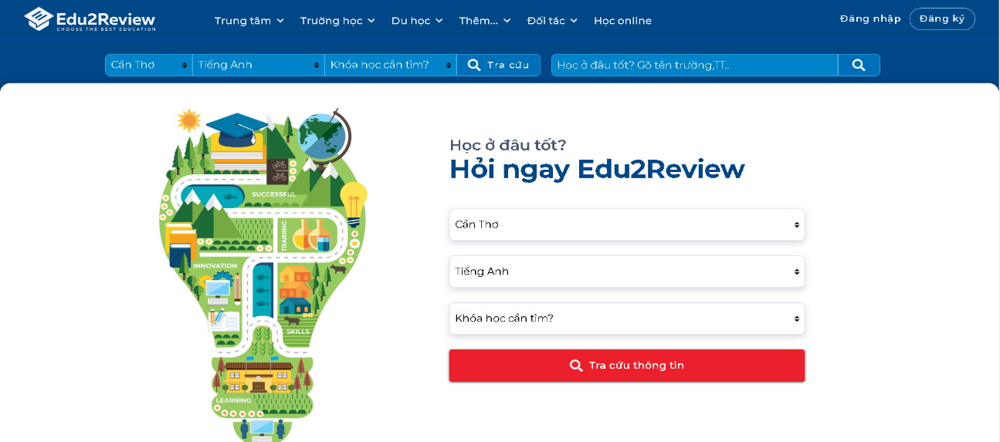 Edu2Review
CHOOSE THE BEST EDUCATION
Trung tâm
Trường học
Du học
Thêm...
Đối tác
Học online
Đăng nhập
Đăng ký
Cần Thơ
Tiếng Anh
Khóa học cần tìm?
Tra cứu
Học ở đâu tốt? Gõ tên trường,TT..
SUCCESSFUL
TRAINING
INNOVATION
SKILLS
LEARNING
Học ở đâu tốt?
Hỏi ngay Edu2Review
Cần Thơ
Tiếng Anh
Khóa học cần tìm?
Tra cứu thông tin